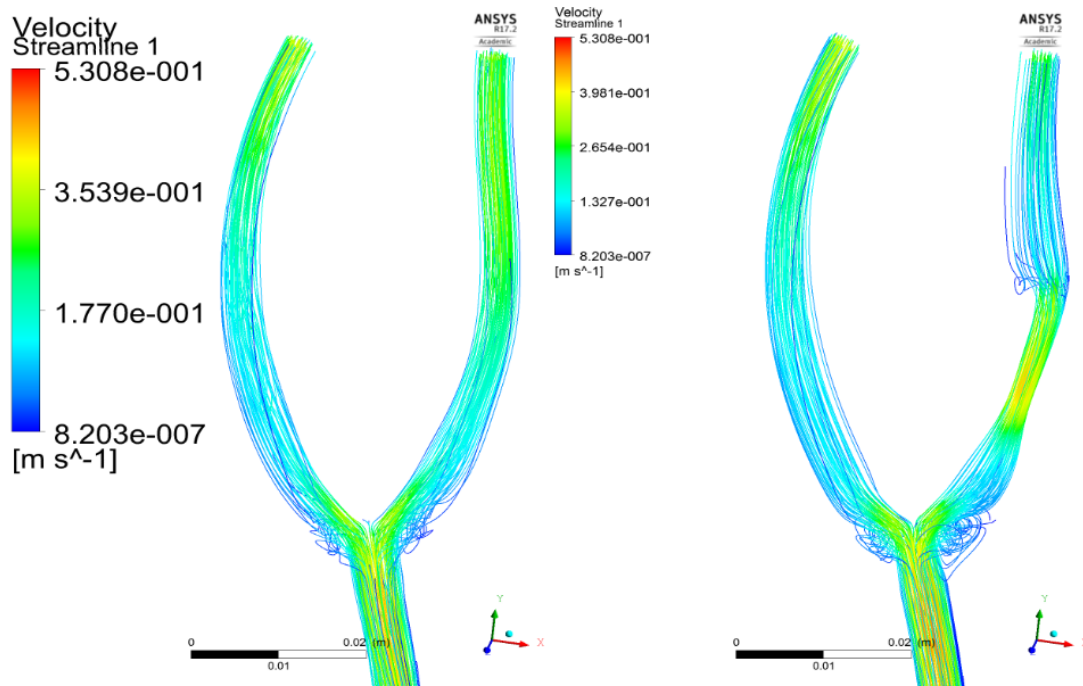 Velocity
Streamline 1
5.308e-001
3.539e-001
1.770e-001
8.203e-007
[m s^-1]
ANSYS
R17.2
Academic
0 0.02 (m)
0.01
Y
X
Velocity
Streamline 1
5.308e-001
3.981e-001
2.654e-001
1.327e-001
8.203e-007
[m s^-1]
ANSYS
R17.2
Academic
0 0.02 (m)
0.01
Y
X